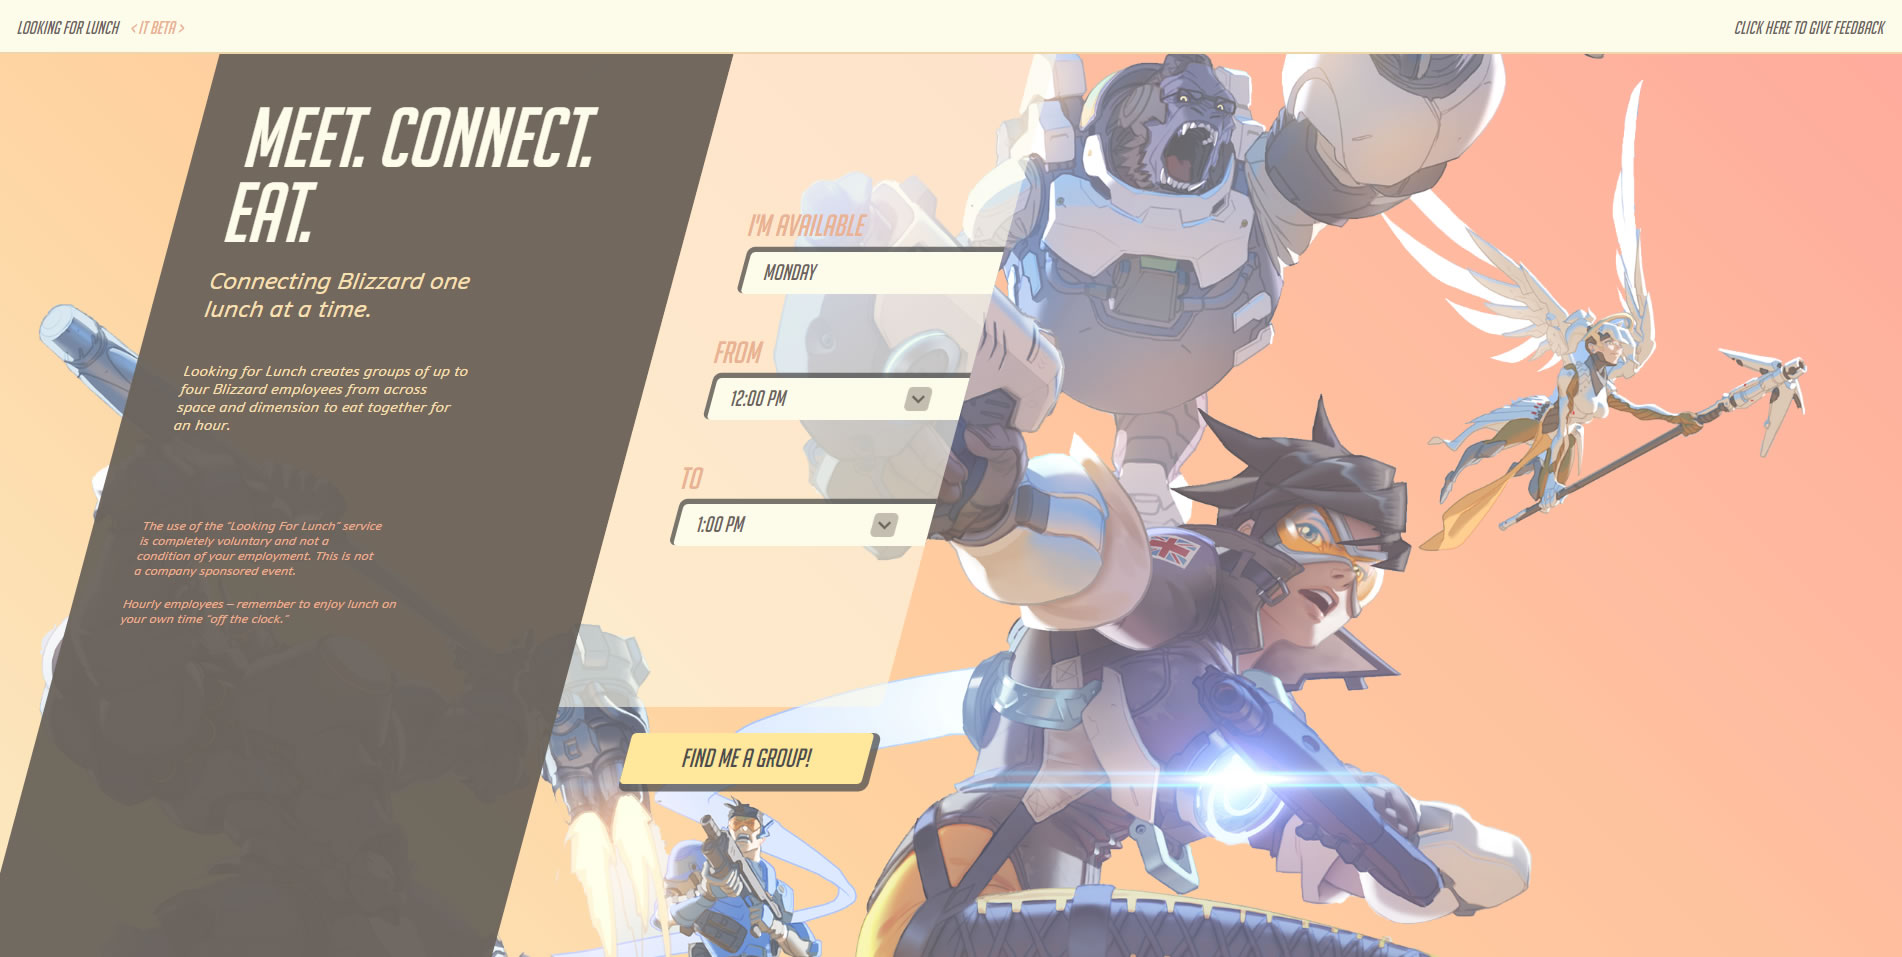 LOOKING FOR LUNCH < IT BETA >
CLICK HERE TO GIVE FEEDBACK
MEET. CONNECT.
EAT.
Connecting Blizzard one
lunch at a time.
Looking for Lunch creates groups of up to
four Blizzard employees from across
space and dimension to eat together for
an hour.
The use of the "Looking For Lunch" service
is completely voluntary and not a
condition of your employment. This is not
a company sponsored event.
Hourly employees – remember to enjoy lunch on
your own time "off the clock."
I'M AVAILABLE
MONDAY
FROM
12:00 PM
TO
1:00 PM
FIND ME A GROUP!